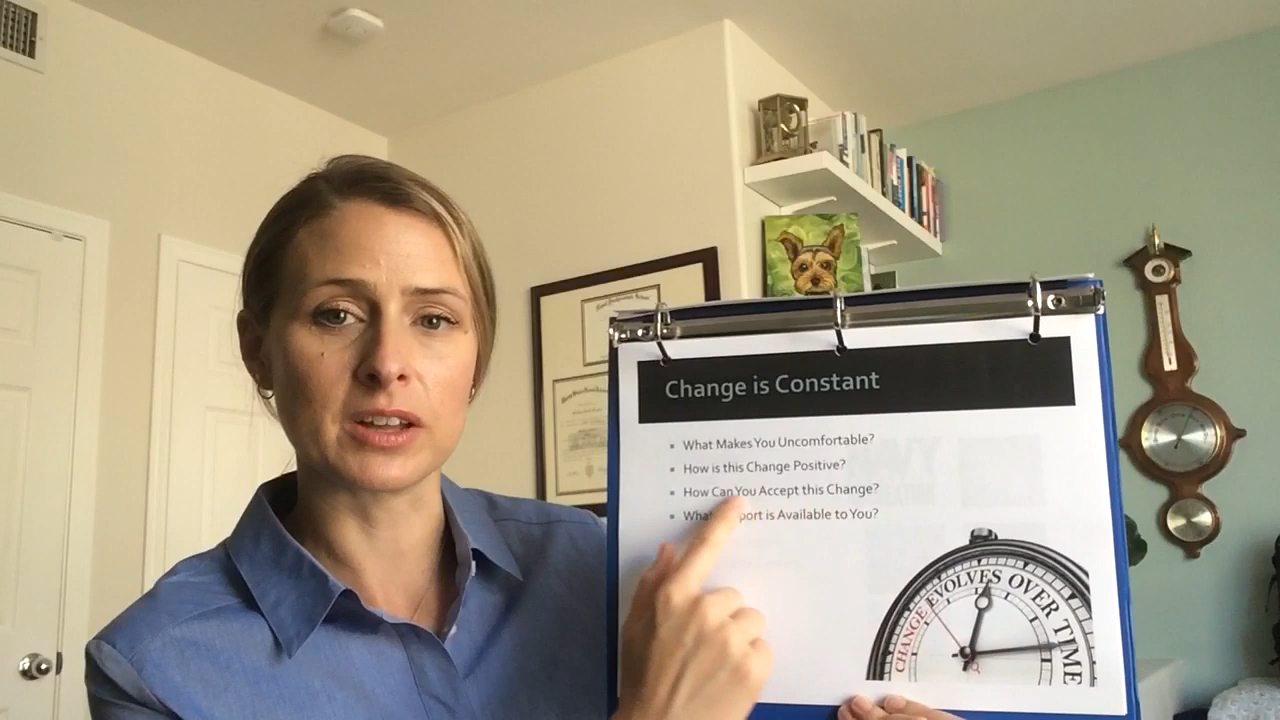 Change is Constant
What Makes You Uncomfortable?
How is this Change Positive?
How Can You Accept this Change?
What port is Available to You?
CHANGE EVOLVES OVER TIME